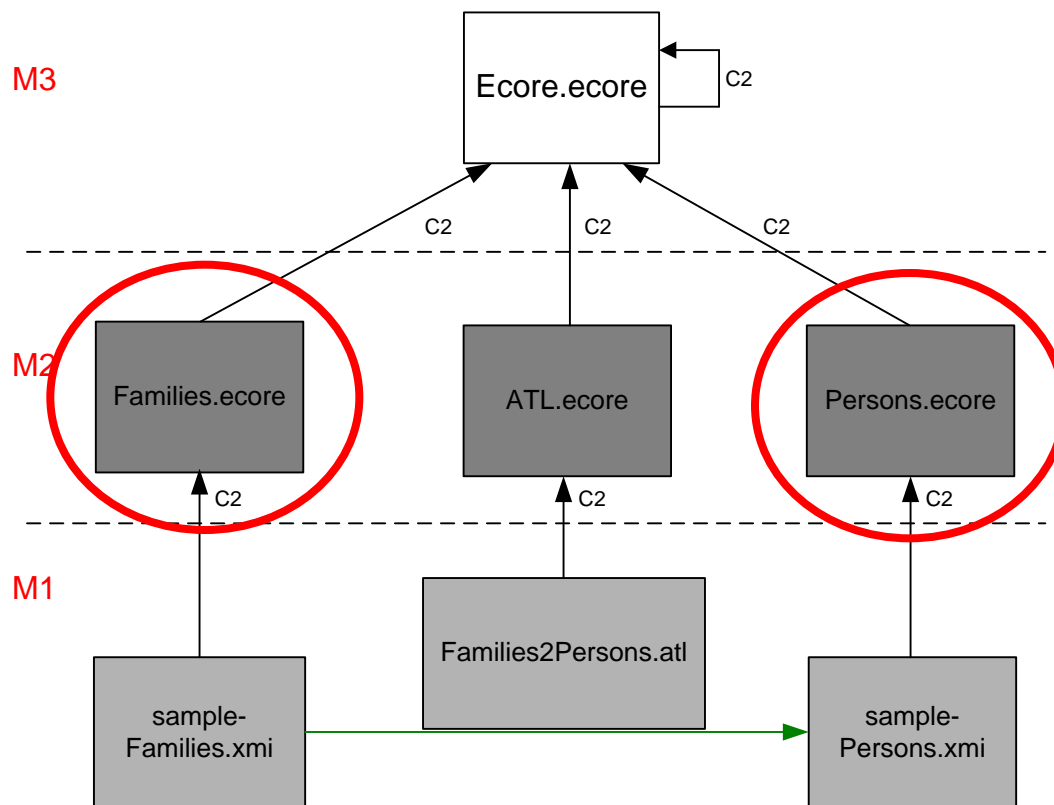 M3
Ecore.ecore
C2
C2
C2
C2
M2
Families.ecore
ATL.ecore
Persons.ecore
C2
C2
C2
M1
Families2Persons.atl
sample-
Families.xmi
sample-
Persons.xmi